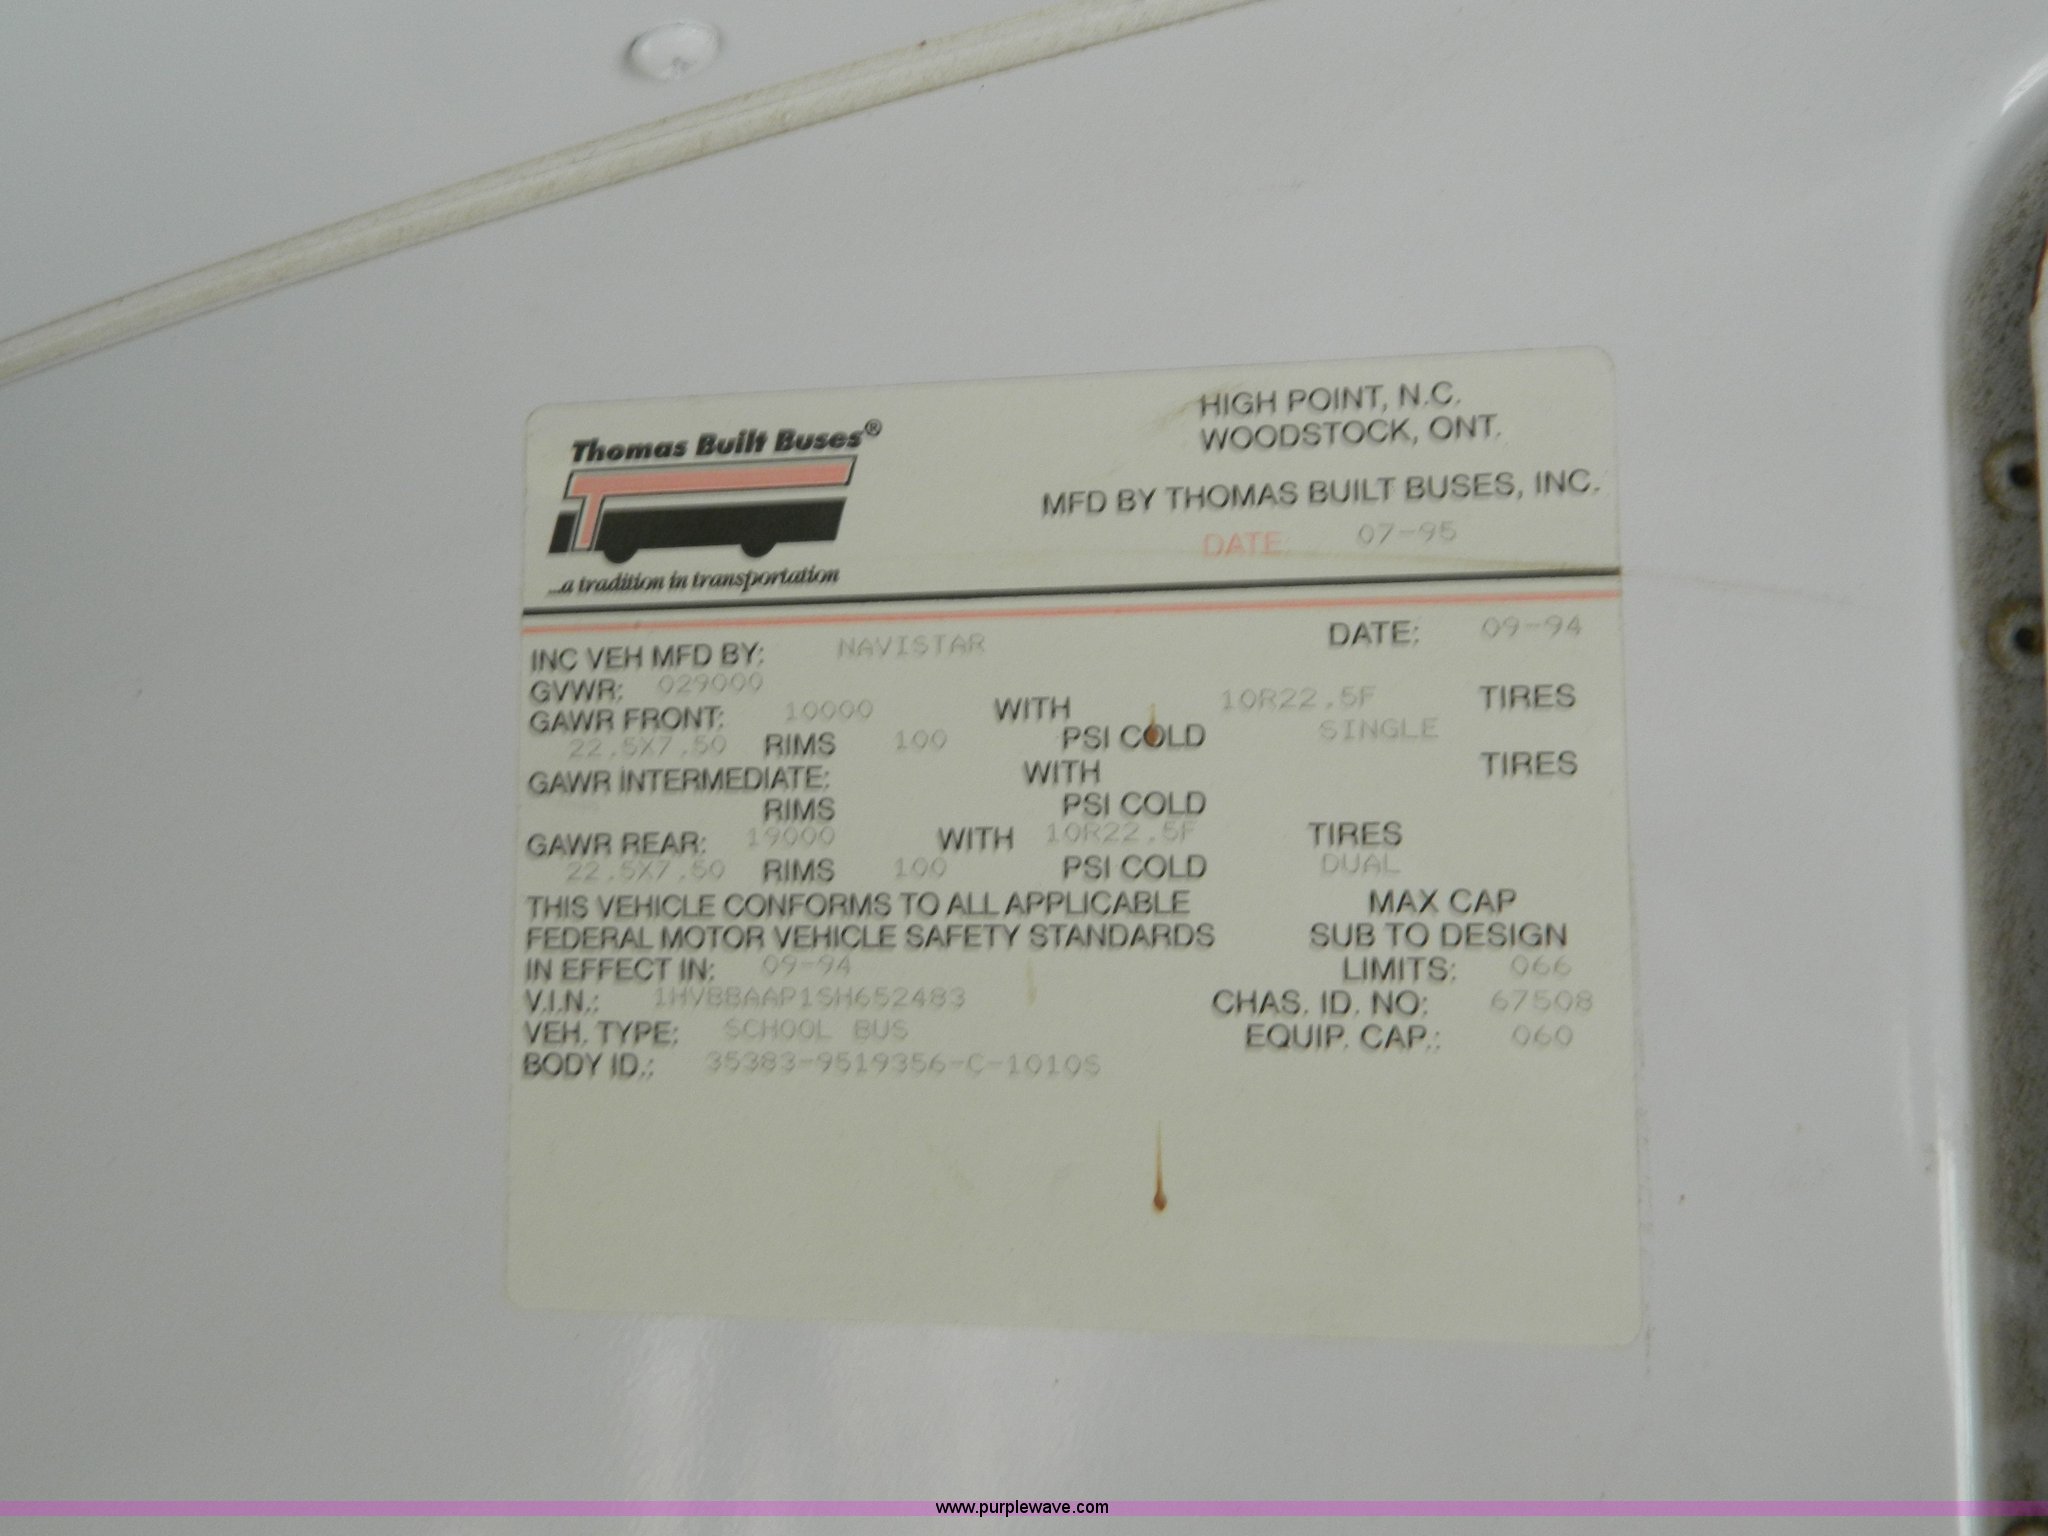 Thomas Built Buses®
...a tradition in transportation
HIGH POINT, N.C.
WOODSTOCK, ONT.
MFD BY THOMAS BUILT BUSES, INC.
DATE 07-95
INC VEH MFD BY: NAVISTAR DATE: 09-94
GVWR: 029000
GAWR FRONT: 10000 WITH 10R22.5F TIRES
22.5X7.50 RIMS 100 PSI COLD SINGLE
GAWR INTERMEDIATE: WITH TIRES
RIMS PSI COLD
GAWR REAR: 19000 WITH 10R22.5F TIRES
22.5X7.50 RIMS 100 PSI COLD DUAL
THIS VEHICLE CONFORMS TO ALL APPLICABLE MAX CAP
FEDERAL MOTOR VEHICLE SAFETY STANDARDS SUB TO DESIGN
IN EFFECT IN: 09-94 LIMITS: 066
V.I.N.: 1HVBBAAP1SH652483 CHAS. ID. NO: 67508
VEH. TYPE: SCHOOL BUS EQUIP. CAP.: 060
BODY ID.: 35383-9519356-C-1010S
www.purplewave.com